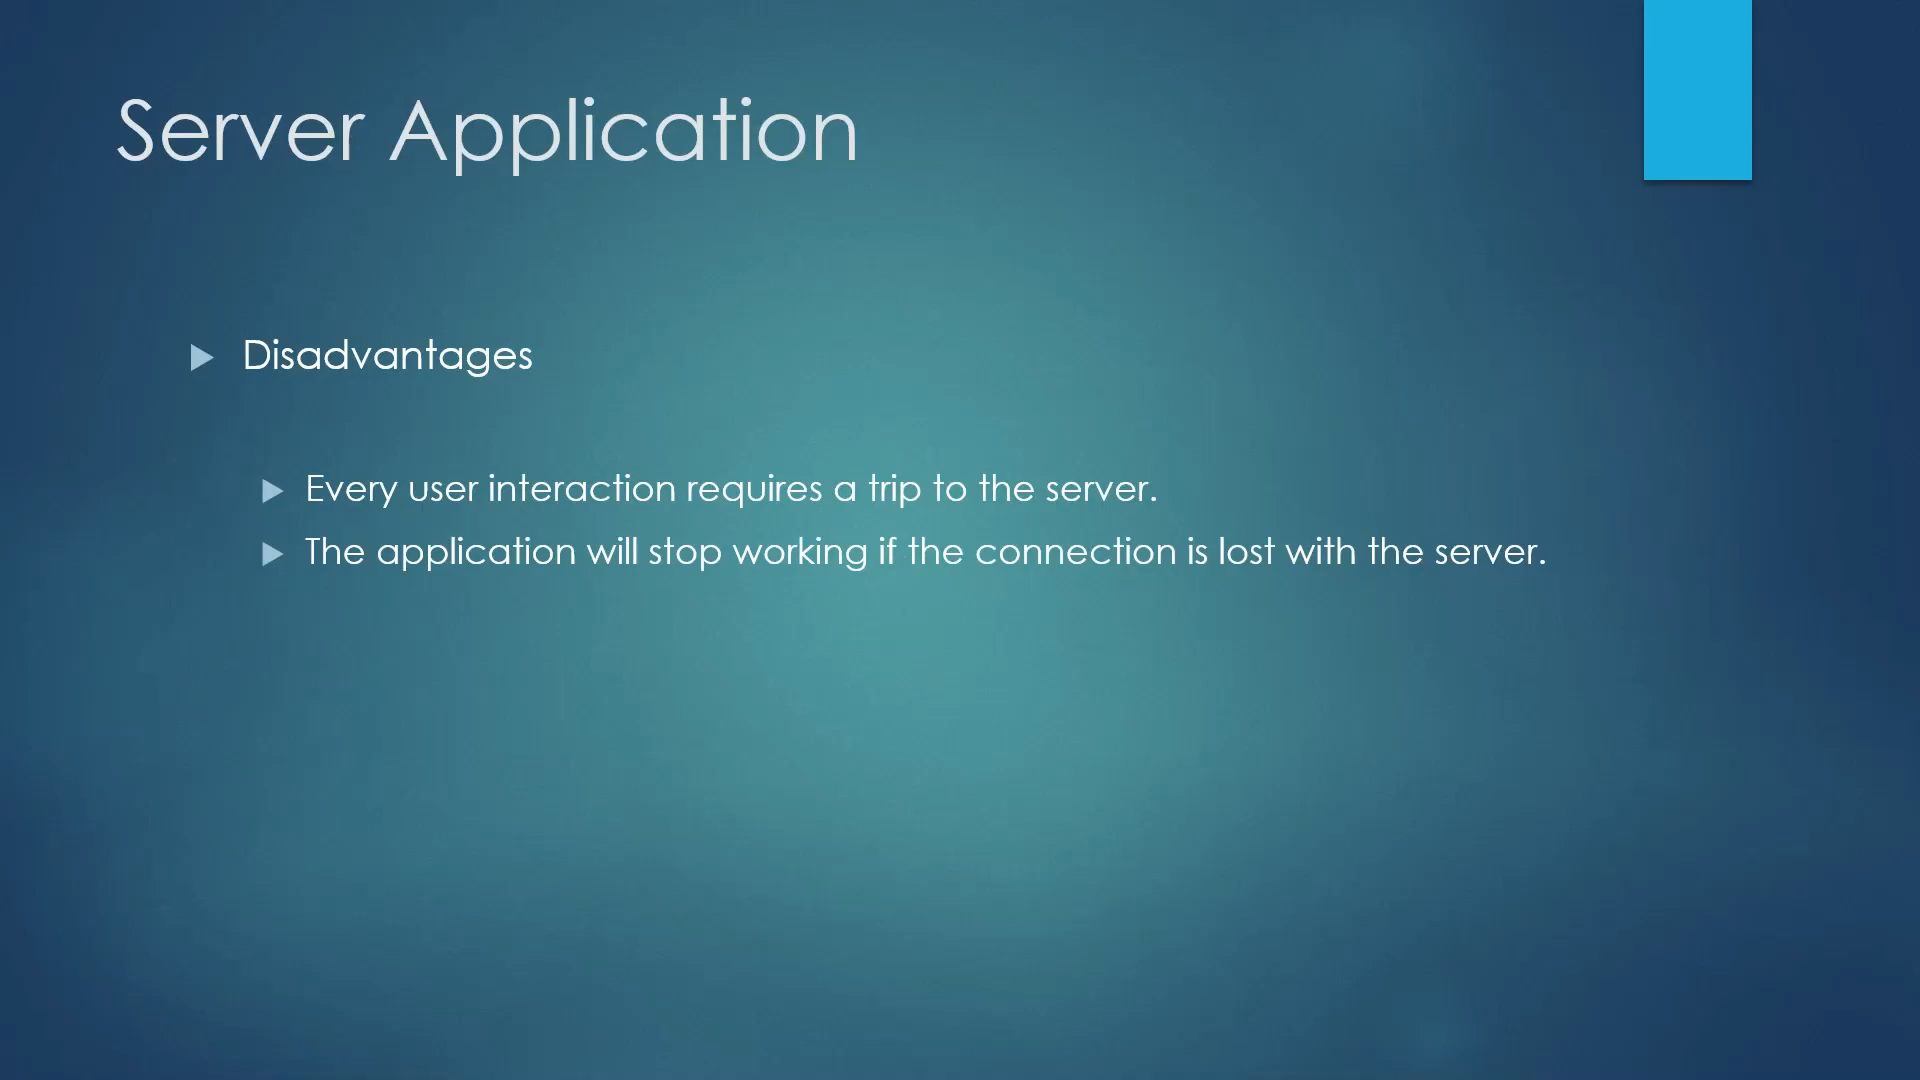 Server Application
Disadvantages
Every user interaction requires a trip to the server.
The application will stop working if the connection is lost with the server.